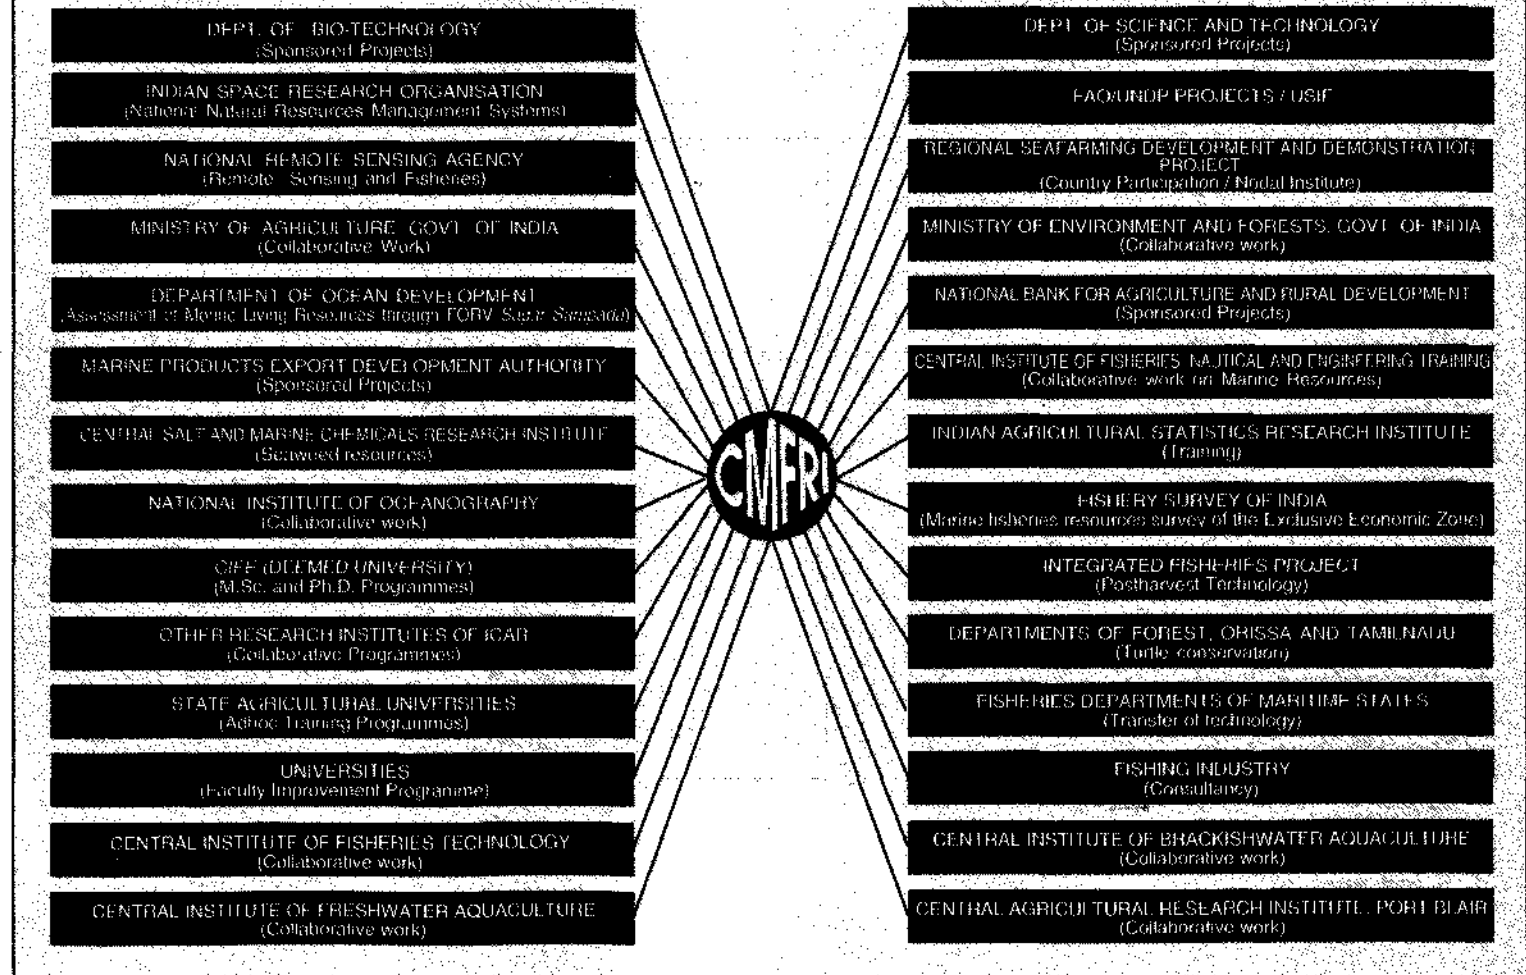 DEPT. OF BIO-TECHNOLOGY
(Sponsored Projects)
INDIAN SPACE RESEARCH ORGANISATION
(National Natural Resources Management Systems)
NATIONAL REMOTE SENSING AGENCY
(Remote Sensing and Fisheries)
MINISTRY OF AGRICULTURE, GOVT. OF INDIA
(Collaborative Work)
DEPARTMENT OF OCEAN DEVELOPMENT
(Assessment of Marine Living Resources through FORV Sagar Sampada)
MARINE PRODUCTS EXPORT DEVELOPMENT AUTHORITY
(Sponsored Projects)
CENTRAL SALT AND MARINE CHEMICALS RESEARCH INSTITUTE
(Seaweed resources)
NATIONAL INSTITUTE OF OCEANOGRAPHY
(Collaborative work)
CIFE (DEEMED UNIVERSITY)
(M.Sc. and Ph.D. Programmes)
OTHER RESEARCH INSTITUTES OF ICAR
(Collaborative Programmes)
STATE AGRICULTURAL UNIVERSITIES
(Adhoc Training Programmes)
UNIVERSITIES
(Faculty Improvement Programme)
CENTRAL INSTITUTE OF FISHERIES TECHNOLOGY
(Collaborative work)
CENTRAL INSTITUTE OF FRESHWATER AQUACULTURE
(Collaborative work)
CMFRI
DEPT. OF SCIENCE AND TECHNOLOGY
(Sponsored Projects)
FAO/UNDP PROJECTS / USIF
REGIONAL SEAFARMING DEVELOPMENT AND DEMONSTRATION
PROJECT
(Country Participation / Nodal Institute)
MINISTRY OF ENVIRONMENT AND FORESTS, GOVT. OF INDIA
(Collaborative work)
NATIONAL BANK FOR AGRICULTURE AND RURAL DEVELOPMENT
(Sponsored Projects)
CENTRAL INSTITUTE OF FISHERIES NAUTICAL AND ENGINEERING TRAINING
(Collaborative work on Marine Resources)
INDIAN AGRICULTURAL STATISTICS RESEARCH INSTITUTE
(Training)
FISHERY SURVEY OF INDIA
(Marine fisheries resources survey of the Exclusive Economic Zone)
INTEGRATED FISHERIES PROJECT
(Postharvest Technology)
DEPARTMENTS OF FOREST, ORISSA AND TAMILNADU
(Turtle conservation)
FISHERIES DEPARTMENTS OF MARITIME STATES
(Transfer of technology)
FISHING INDUSTRY
(Consultancy)
CENTRAL INSTITUTE OF BRACKISHWATER AQUACULTURE
(Collaborative work)
CENTRAL AGRICULTURAL RESEARCH INSTITUTE, PORT BLAIR
(Collaborative work)